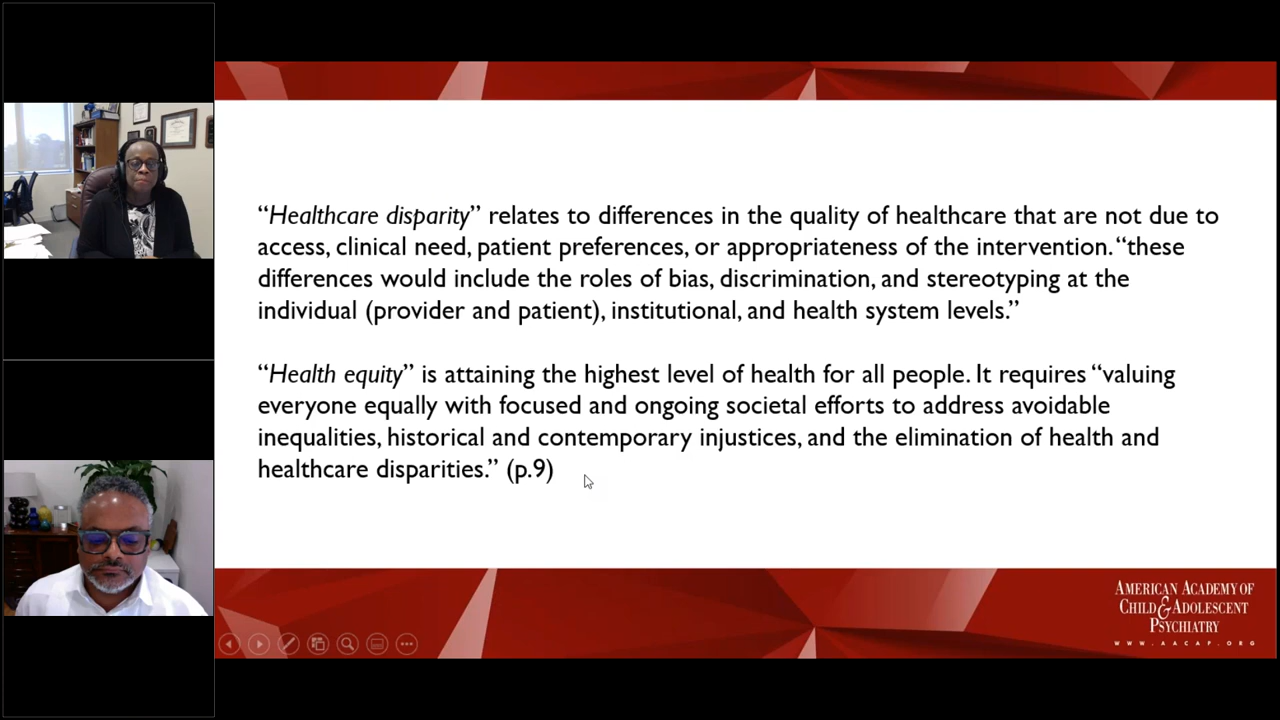 “Healthcare disparity” relates to differences in the quality of healthcare that are not due to
access, clinical need, patient preferences, or appropriateness of the intervention. “these
differences would include the roles of bias, discrimination, and stereotyping at the
individual (provider and patient), institutional, and health system levels.”
“Health equity” is attaining the highest level of health for all people. It requires “valuing
everyone equally with focused and ongoing societal efforts to address avoidable
inequalities, historical and contemporary injustices, and the elimination of health and
healthcare disparities.” (p.9)
AMERICAN ACADEMY OF
CHILD & ADOLESCENT
PSYCHIATRY
WWW.AACAP.ORG